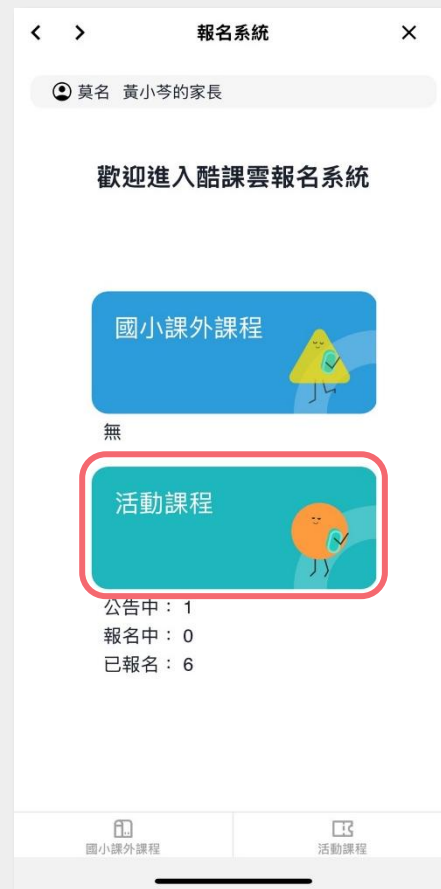 報名系統
莫名 黃小芩的家長
歡迎進入酷課雲報名系統
國小課外課程
無
活動課程
公告中： 1
報名中： 0
已報名： 6
國小課外課程
活動課程